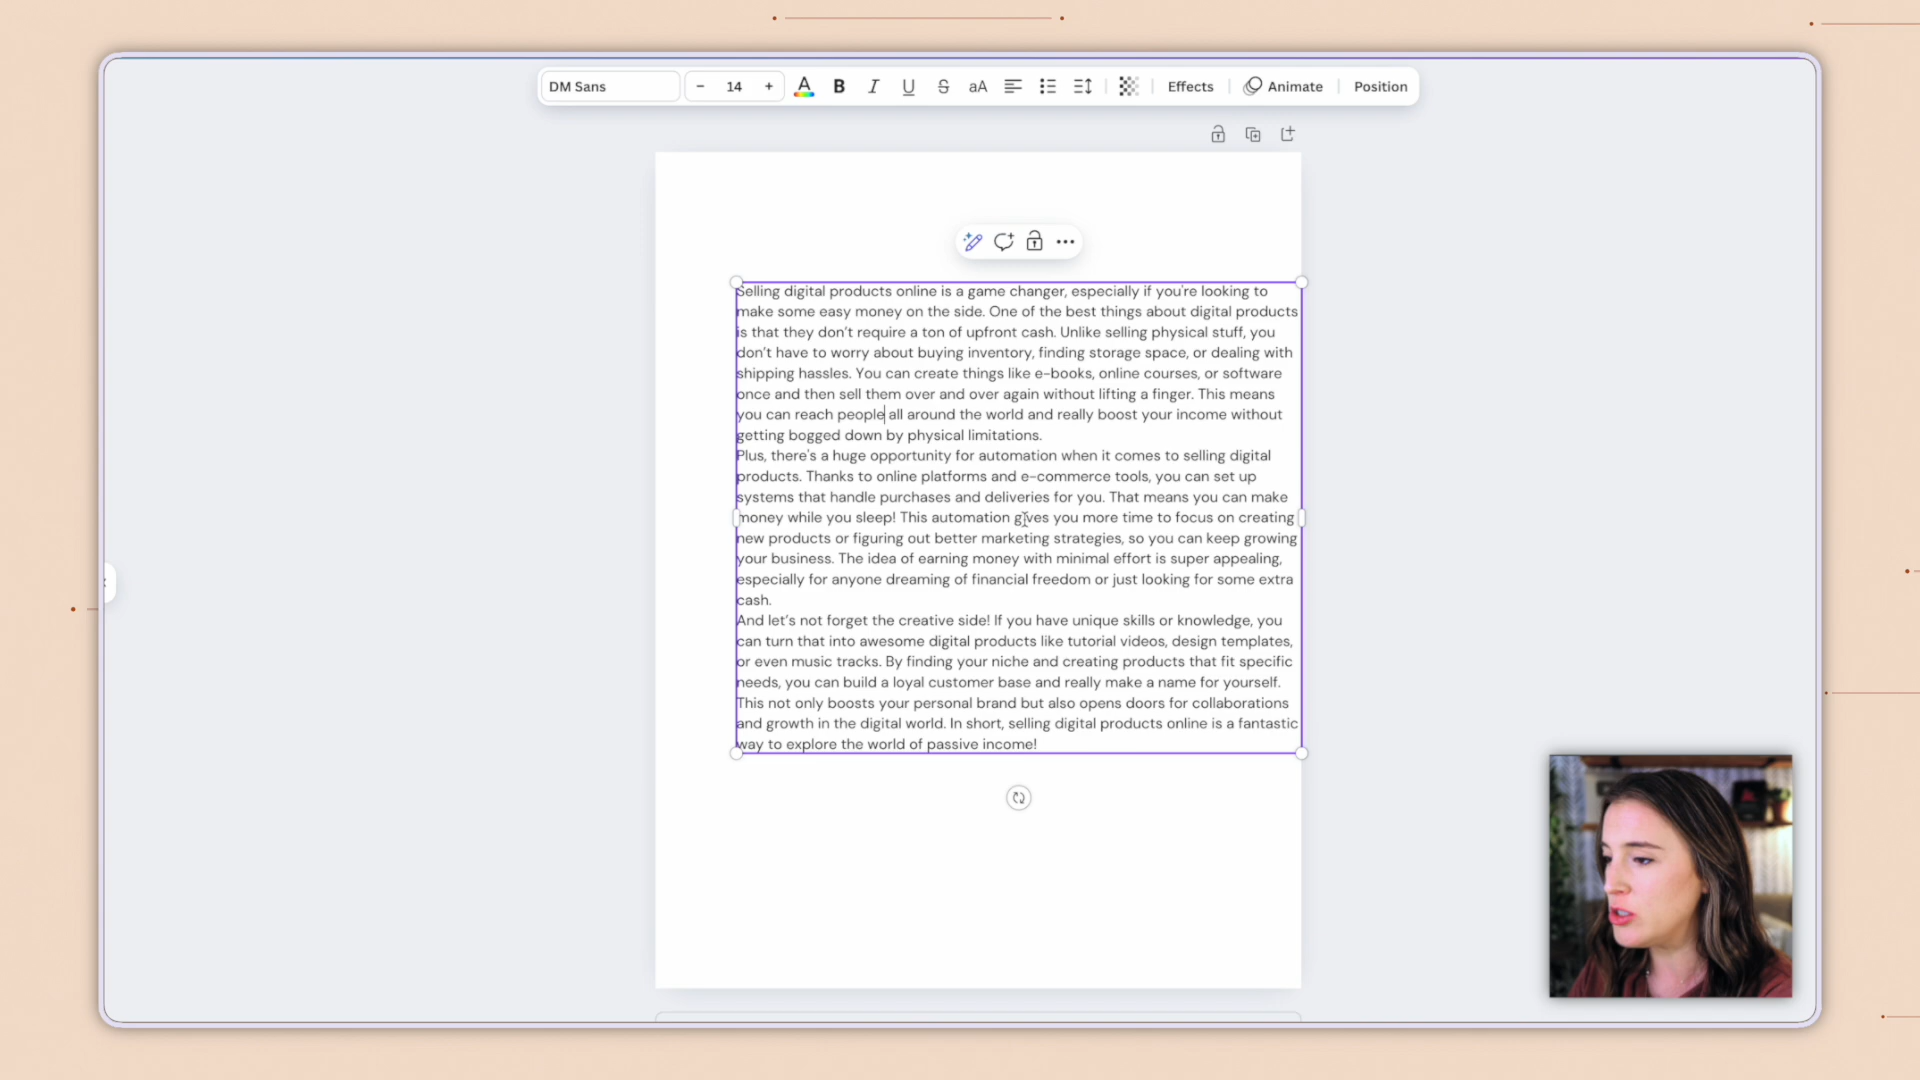 DM Sans
− 14 +
A B I U S aA
Effects
Animate
Position
Selling digital products online is a game changer, especially if you're looking to
make some easy money on the side. One of the best things about digital products
is that they don’t require a ton of upfront cash. Unlike selling physical stuff, you
don’t have to worry about buying inventory, finding storage space, or dealing with
shipping hassles. You can create things like e-books, online courses, or software
once and then sell them over and over again without lifting a finger. This means
you can reach people all around the world and really boost your income without
getting bogged down by physical limitations.
Plus, there's a huge opportunity for automation when it comes to selling digital
products. Thanks to online platforms and e-commerce tools, you can set up
systems that handle purchases and deliveries for you. That means you can make
money while you sleep! This automation gives you more time to focus on creating
new products or figuring out better marketing strategies, so you can keep growing
your business. The idea of earning money with minimal effort is super appealing,
especially for anyone dreaming of financial freedom or just looking for some extra
cash.
And let’s not forget the creative side! If you have unique skills or knowledge, you
can turn that into awesome digital products like tutorial videos, design templates,
or even music tracks. By finding your niche and creating products that fit specific
needs, you can build a loyal customer base and really make a name for yourself.
This not only boosts your personal brand but also opens doors for collaborations
and growth in the digital world. In short, selling digital products online is a fantastic
way to explore the world of passive income!